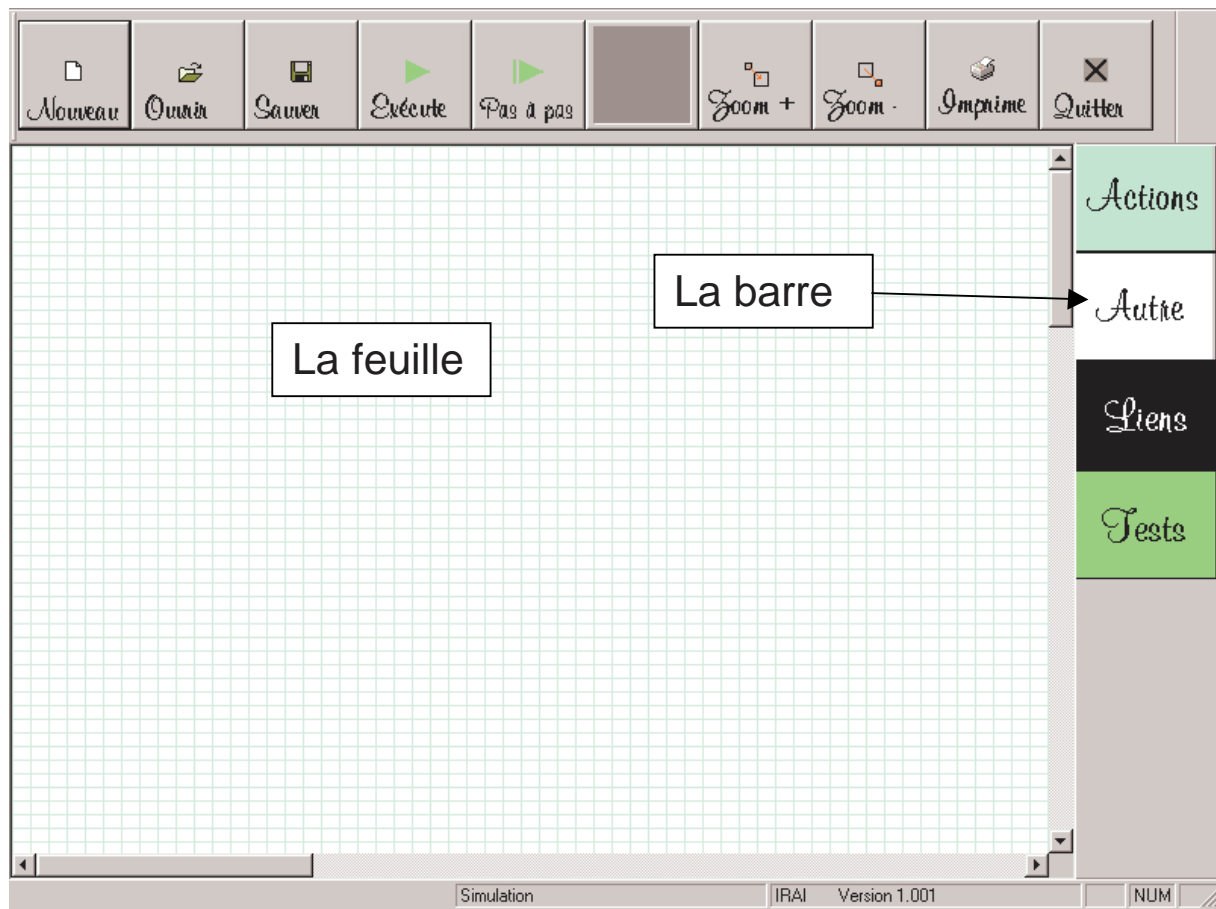 Nouveau Ouvrir Sauver Exécute Pas à pas Zoom + Zoom - Imprime Quitter
Actions
La barre
Autre
La feuille
Liens
Tests
Simulation IRAI Version 1.001 NUM